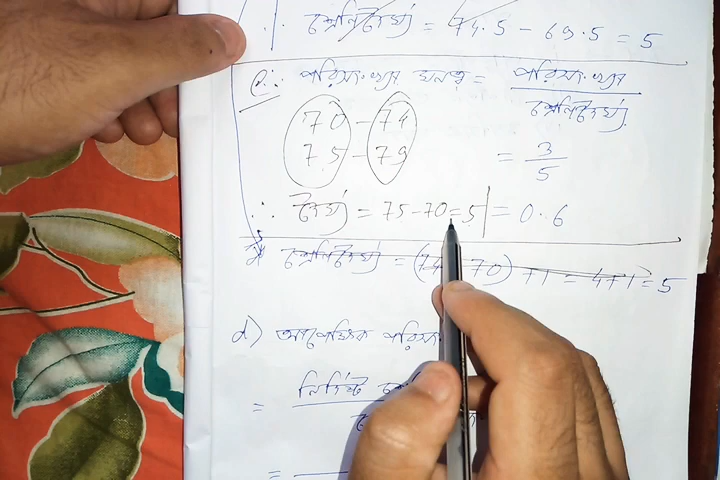 ∴ শ্রেণিদৈর্ঘ্য = 74.5 - 69.5 = 5
e: পরিসংখ্যা ঘনত্ব = পরিসংখ্যা / শ্রেণিদৈর্ঘ্য
70 - 74
75 - 79
= 3/5
∴ দৈর্ঘ্য = 75 - 70 = 5 | = 0.6
শ্রেণিদৈর্ঘ্য = (74 - 70) + 1 = 4+1 = 5
d) আপেক্ষিক
= নির্দিষ্ট
=